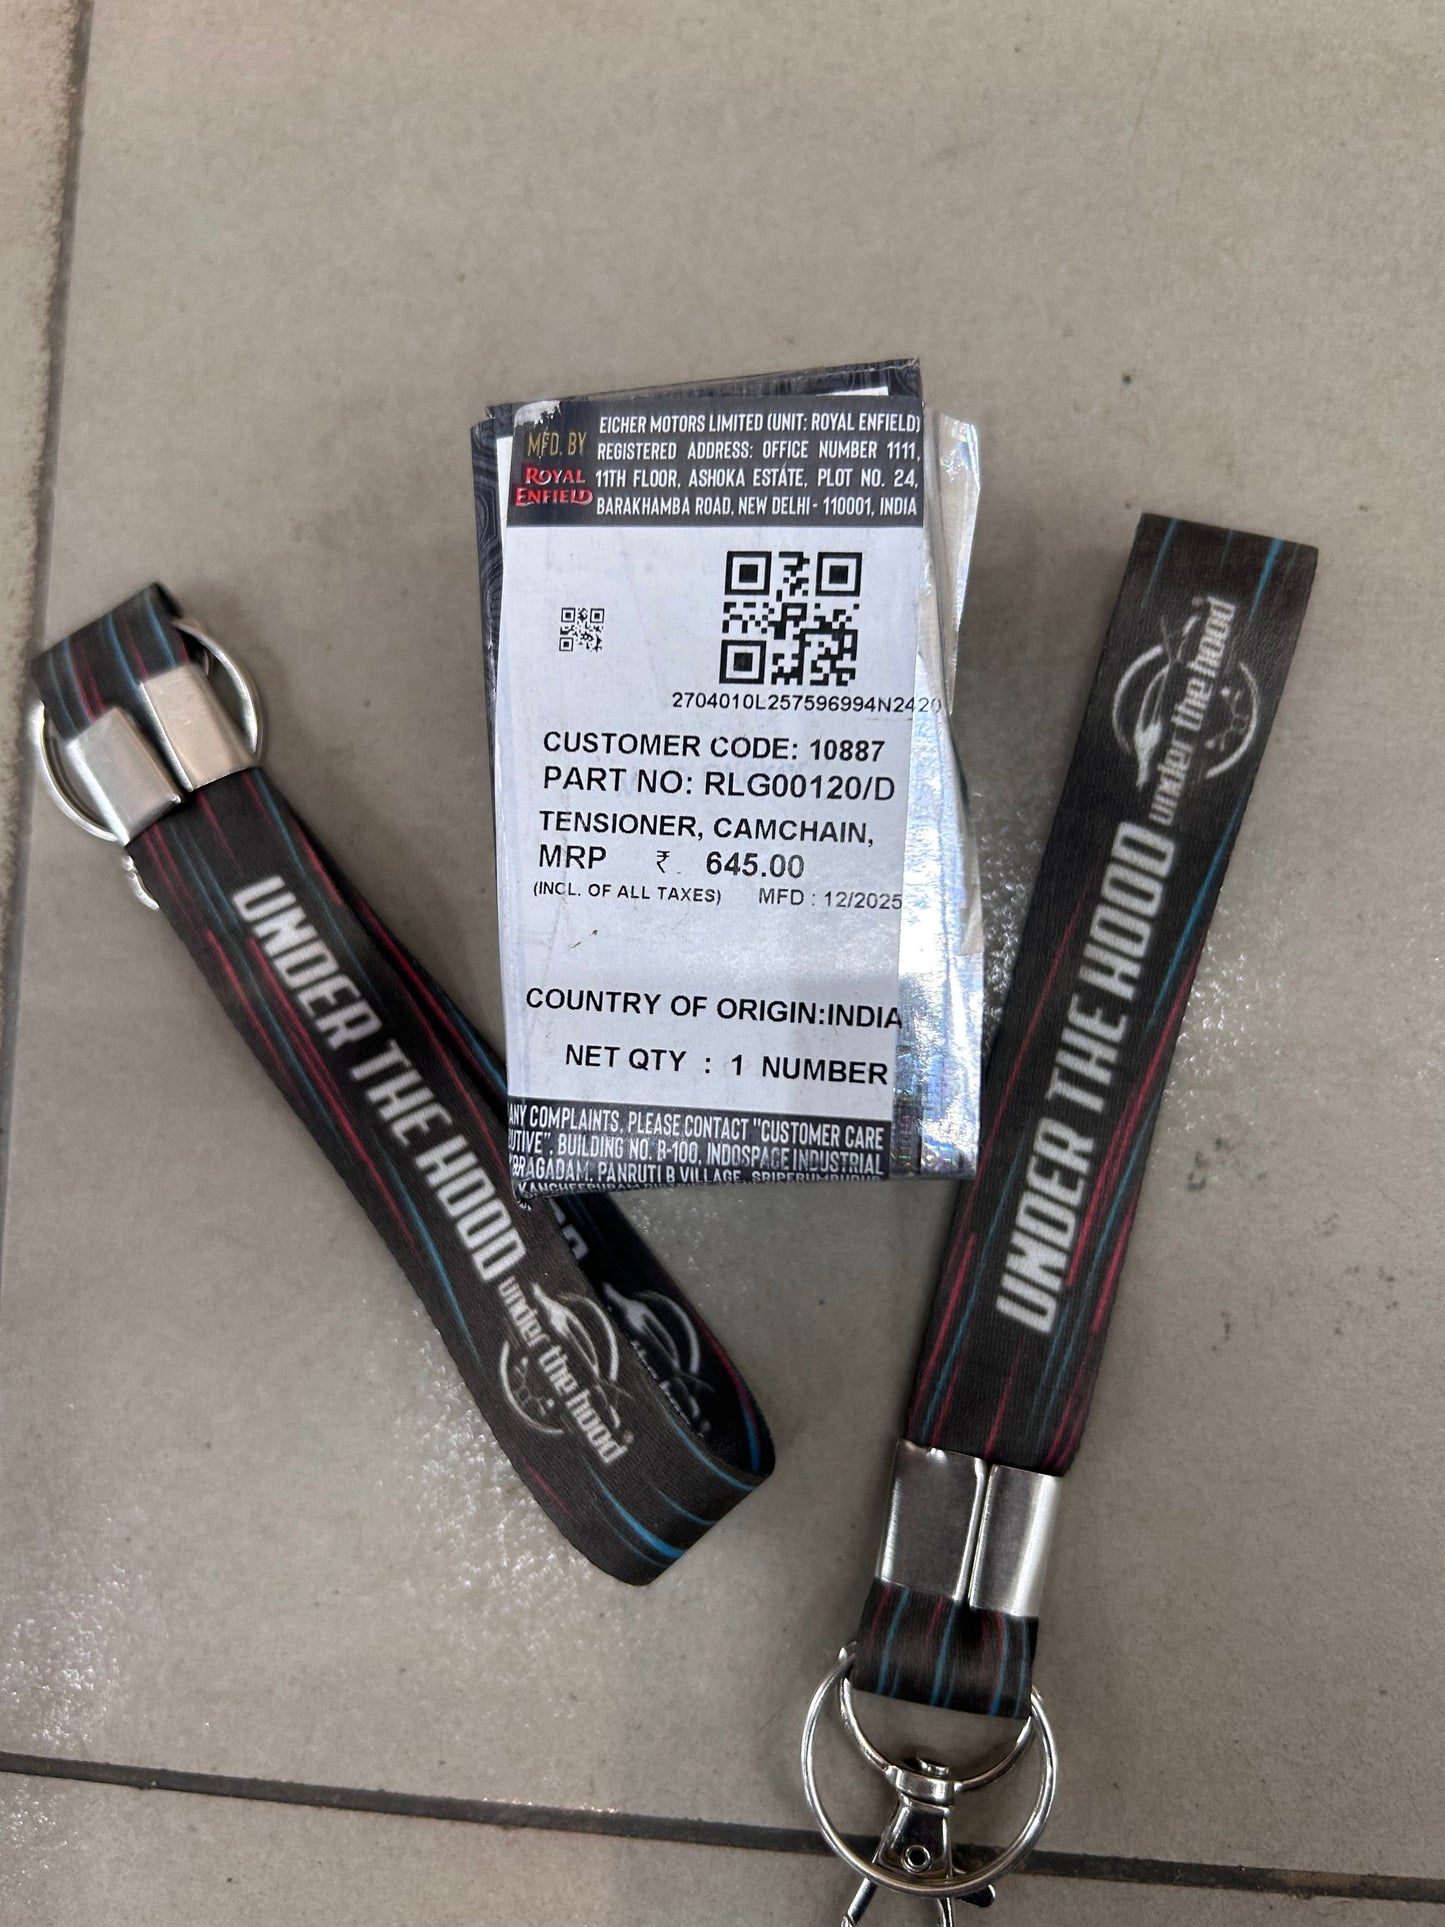 MFD. BY
ROYAL
ENFIELD
EICHER MOTORS LIMITED (UNIT: ROYAL ENFIELD)
REGISTERED ADDRESS: OFFICE NUMBER 1111,
11TH FLOOR, ASHOKA ESTATE, PLOT NO. 24,
BARAKHAMBA ROAD, NEW DELHI - 110001, INDIA
2704010L257596994N2420
CUSTOMER CODE: 10887
PART NO: RLG00120/D
TENSIONER, CAMCHAIN,
MRP ₹ 645.00
(INCL. OF ALL TAXES) MFD : 12/2025
COUNTRY OF ORIGIN:INDIA
NET QTY : 1 NUMBER
ANY COMPLAINTS, PLEASE CONTACT "CUSTOMER CARE
BUILDING NO. B-100, INDOSPACE INDUSTRIAL
PANRUTI B VILLAGE, SRIPERUMPUDUR
UNDER THE HOOD
under the hood
UNDER THE HOOD
under the hood